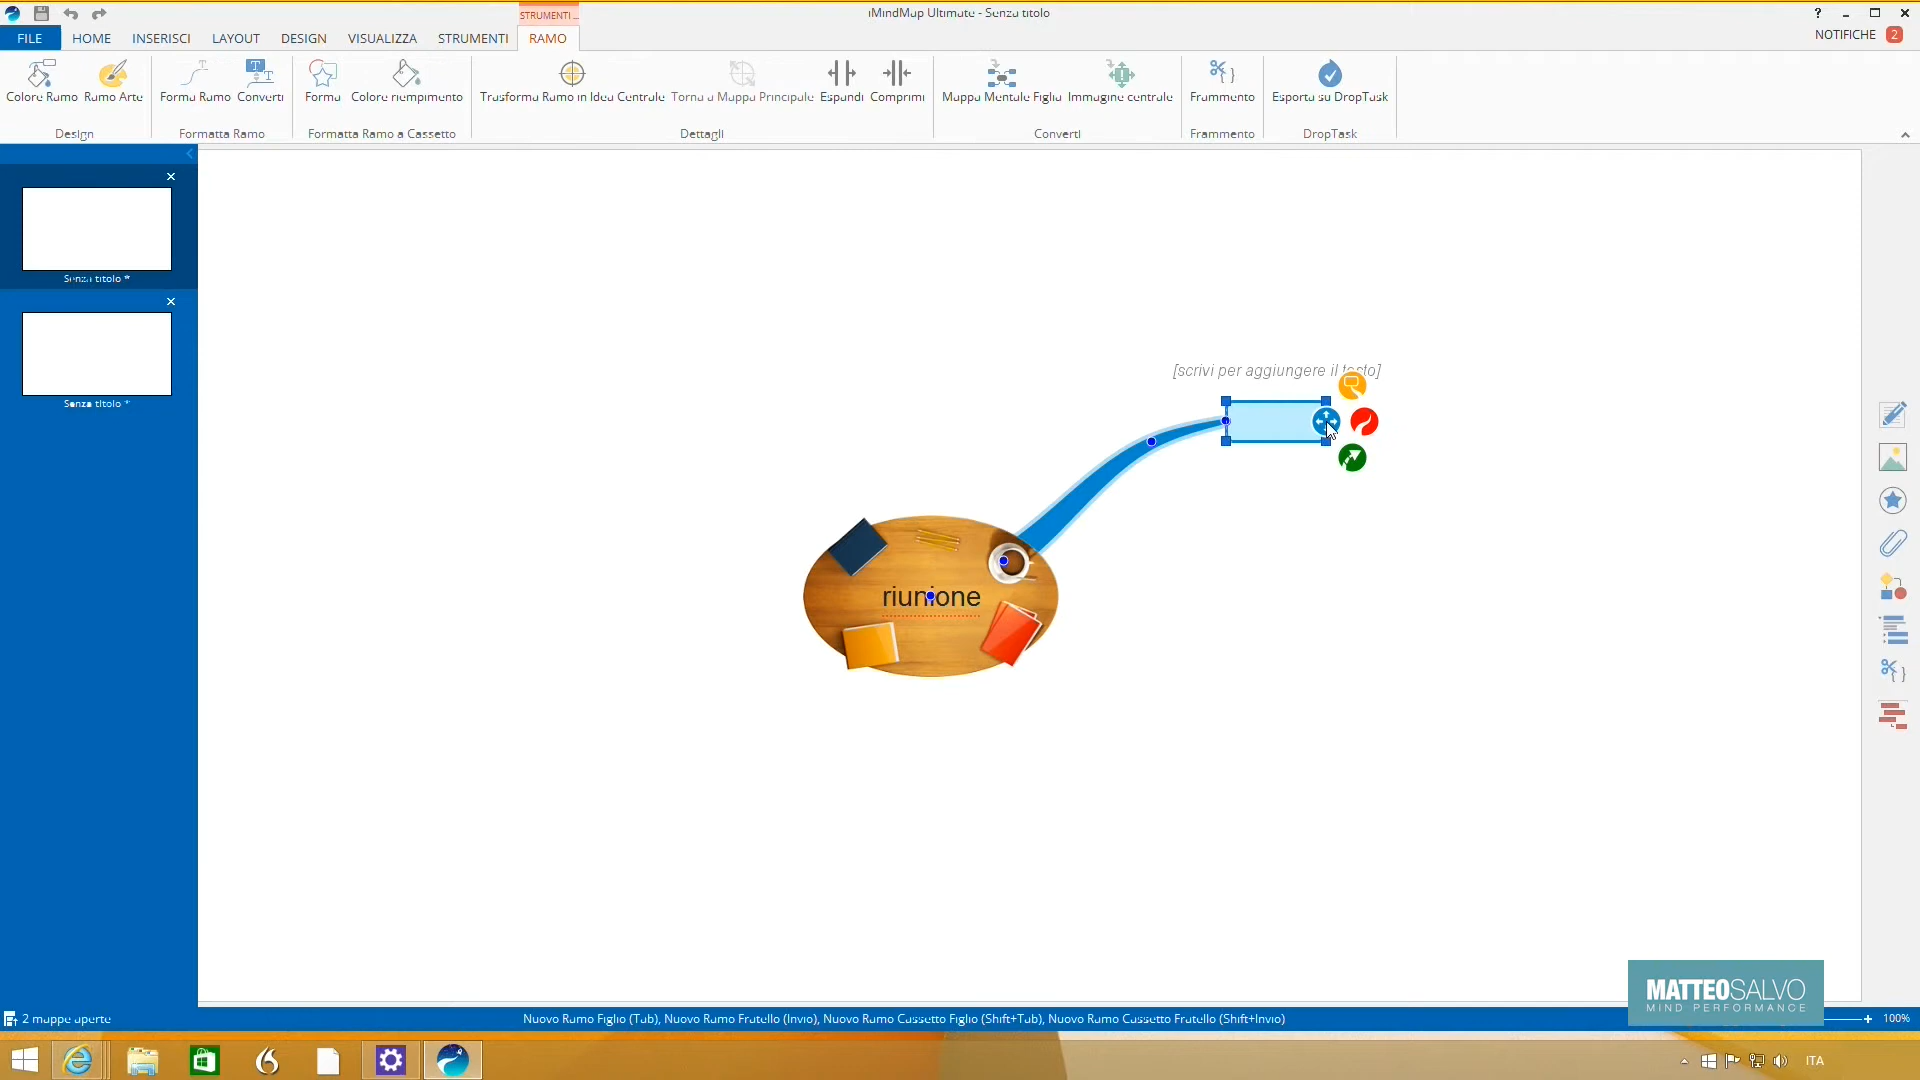 STRUMENTI ...
iMindMap Ultimate - Senza titolo
?
FILE HOME INSERISCI LAYOUT DESIGN VISUALIZZA STRUMENTI RAMO
NOTIFICHE 2
Colore Ramo Ramo Arte Forma Ramo Converti Forma Colore riempimento Trasforma Ramo in Idea Centrale Torna a Mappa Principale Espandi Comprimi Mappa Mentale Figlia Immagine centrale Frammento Esporta su DropTask
Design Formatta Ramo Formatta Ramo a Cassetto Dettagli Converti Frammento DropTask
Senza titolo *
Senza titolo *
[scrivi per aggiungere il testo]
riunione
MATTEOSALVO
MIND PERFORMANCE
2 mappe aperte
Nuovo Ramo Figlio (Tab), Nuovo Ramo Fratello (Invio), Nuovo Ramo Cassetto Figlio (Shift+Tab), Nuovo Ramo Cassetto Fratello (Shift+Invio)
+ 100%
ITA